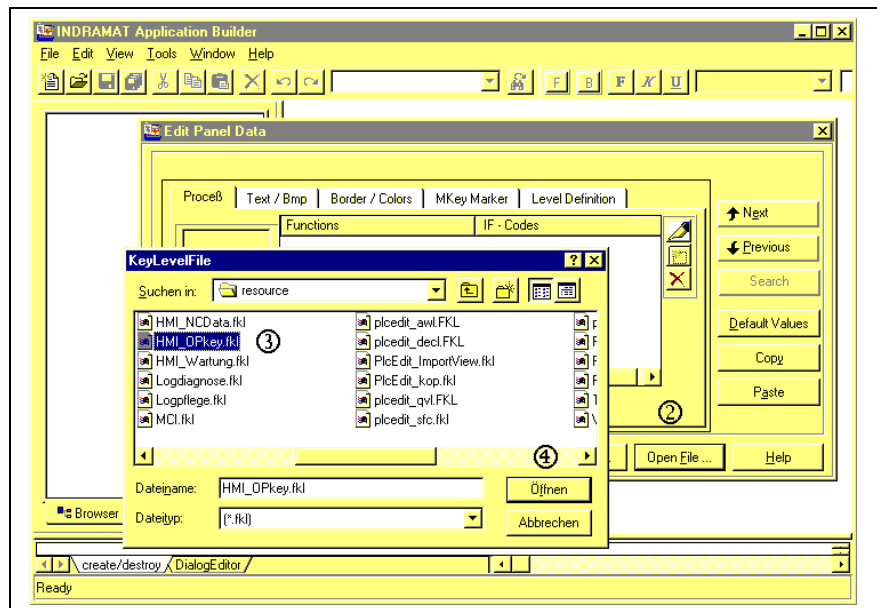 INDRAMAT Application Builder
File Edit View Tools Window Help
F B F K U
Edit Panel Data
Proceß Text / Bmp Border / Colors MKey Marker Level Definition
Functions IF - Codes
Next
Previous
Search
Default Values
Copy
Paste
KeyLevelFile
Suchen in: resource
HMI_NCData.fkl plcedit_awl.FKL
HMI_OPkey.fkl plcedit_decl.FKL
HMI_Wartung.fkl PlcEdit_ImportView.fkl
Logdiagnose.fkl PlcEdit_kop.fkl
Logpflege.fkl plcedit_qvl.FKL
MCI.fkl plcedit_sfc.fkl
③
②
④
Dateiname: HMI_OPkey.fkl Öffnen
Dateityp: (*.fkl) Abbrechen
Open File ... Help
Browser
create/destroy DialogEditor
Ready